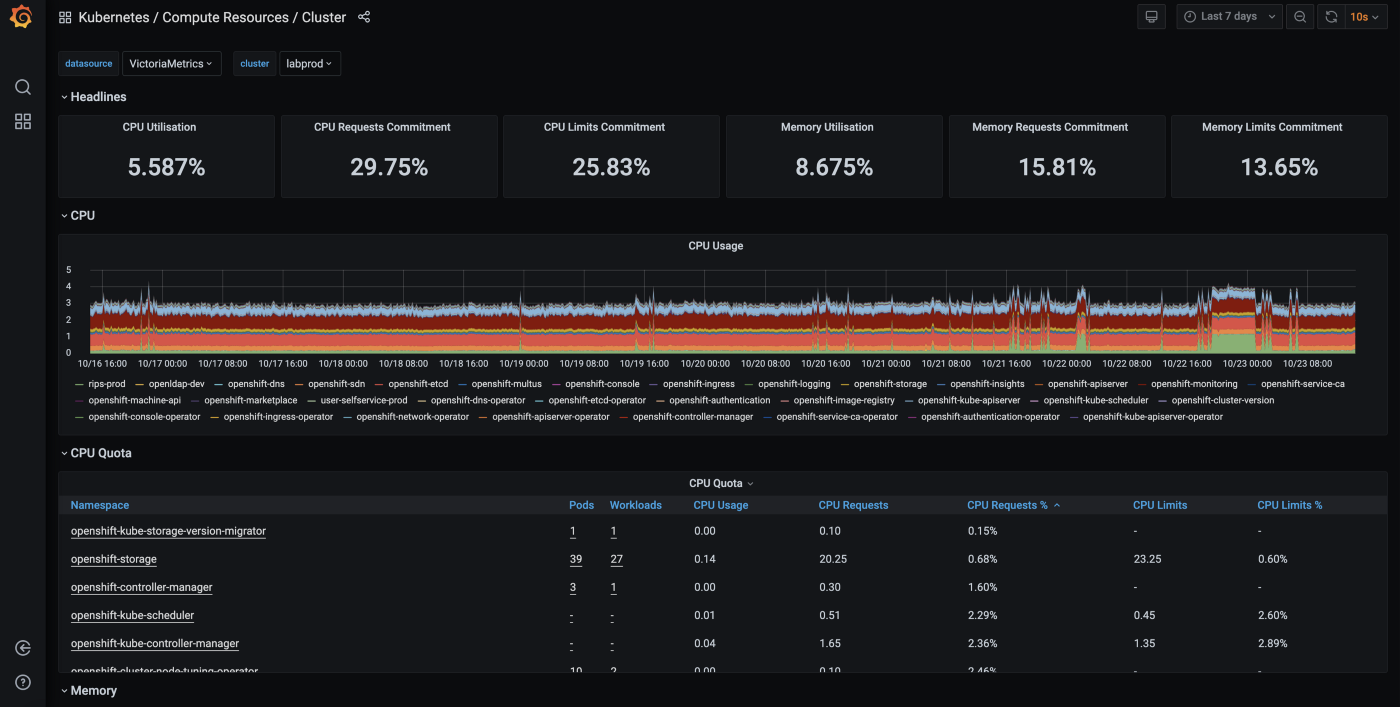 Kubernetes / Compute Resources / Cluster Last 7 days 10s
datasource VictoriaMetrics cluster labprod
Headlines
CPU Utilisation CPU Requests Commitment CPU Limits Commitment Memory Utilisation Memory Requests Commitment Memory Limits Commitment
5.587% 29.75% 25.83% 8.675% 15.81% 13.65%
CPU
CPU Usage
5
4
3
2
1
0
10/16 16:00 10/17 00:00 10/17 08:00 10/17 16:00 10/18 00:00 10/18 08:00 10/18 16:00 10/19 00:00 10/19 08:00 10/19 16:00 10/20 00:00 10/20 08:00 10/20 16:00 10/21 00:00 10/21 08:00 10/21 16:00 10/22 00:00 10/22 08:00 10/22 16:00 10/23 00:00 10/23 08:00
rips-prod openldap-dev openshift-dns openshift-sdn openshift-etcd openshift-multus openshift-console openshift-ingress openshift-logging openshift-storage openshift-insights openshift-apiserver openshift-monitoring openshift-service-ca
openshift-machine-api openshift-marketplace user-selfservice-prod openshift-dns-operator openshift-etcd-operator openshift-authentication openshift-image-registry openshift-kube-apiserver openshift-kube-scheduler openshift-cluster-version
openshift-console-operator openshift-ingress-operator openshift-network-operator openshift-apiserver-operator openshift-controller-manager openshift-service-ca-operator openshift-authentication-operator openshift-kube-apiserver-operator
CPU Quota
CPU Quota
Namespace Pods Workloads CPU Usage CPU Requests CPU Requests % CPU Limits CPU Limits %
openshift-kube-storage-version-migrator 1 1 0.00 0.10 0.15% - -
openshift-storage 39 27 0.14 20.25 0.68% 23.25 0.60%
openshift-controller-manager 3 1 0.00 0.30 1.60% - -
openshift-kube-scheduler - - 0.01 0.51 2.29% 0.45 2.60%
openshift-kube-controller-manager - - 0.04 1.65 2.36% 1.35 2.89%
openshift-cluster-node-tuning-operator 10 2 0.00 0.10 2.46% - -
Memory